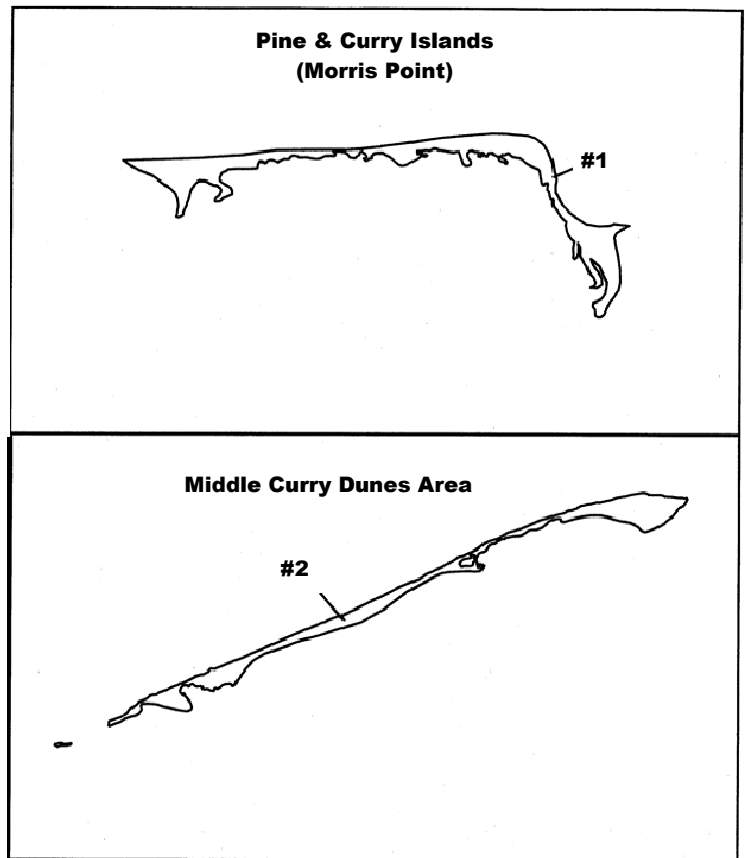 Pine & Curry Islands
(Morris Point)
#1
Middle Curry Dunes Area
#2